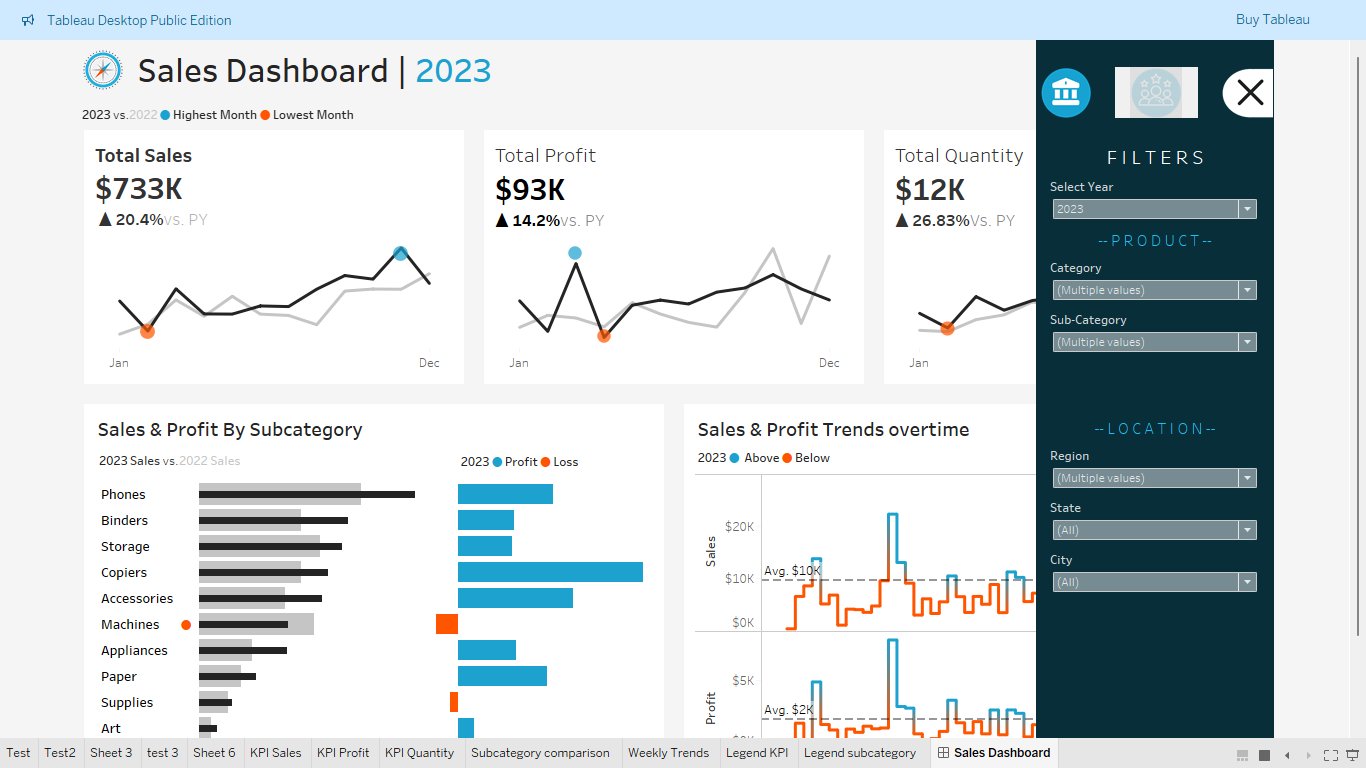 Tableau Desktop Public Edition
Buy Tableau
Sales Dashboard | 2023
2023 vs.2022 Highest Month Lowest Month
Total Sales
$733K
▲ 20.4%vs. PY
Jan Dec
Total Profit
$93K
▲ 14.2%vs. PY
Jan Dec
Total Quantity
$12K
▲ 26.83%vs. PY
Jan
FILTERS
Select Year
2023
--PRODUCT--
Category
(Multiple values)
Sub-Category
(Multiple values)
--LOCATION--
Region
(Multiple values)
State
(All)
City
(All)
Sales & Profit By Subcategory
2023 Sales vs.2022 Sales
2023 Profit Loss
Phones
Binders
Storage
Copiers
Accessories
Machines
Appliances
Paper
Supplies
Art
Sales & Profit Trends overtime
2023 Above Below
Sales
$20K
Avg. $10K
$10K
$0K
Profit
$5K
Avg. $2K
Test Test2 Sheet 3 test 3 Sheet 6 KPI Sales KPI Profit KPI Quantity Subcategory comparison Weekly Trends Legend KPI Legend subcategory Sales Dashboard